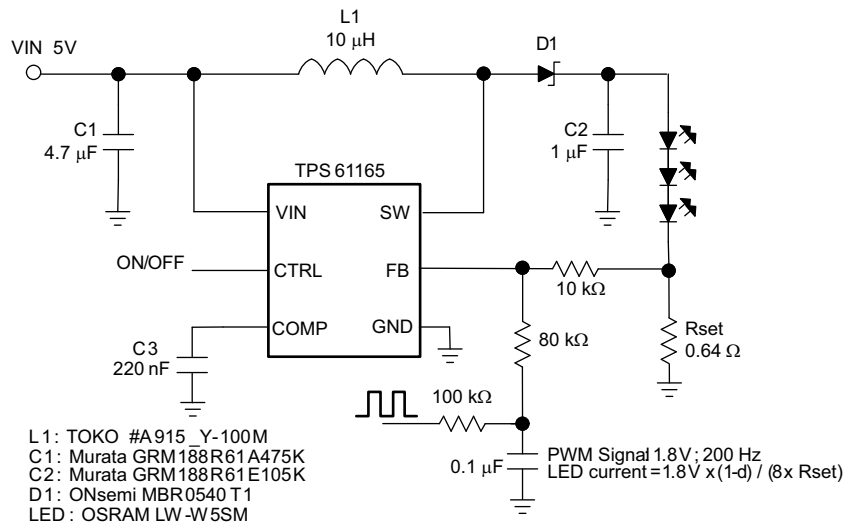 L1
10 μH
VIN 5V
D1
C1
4.7 μF
C2
1 μF
TPS 61165
VIN
SW
ON/OFF
CTRL
FB
10 kΩ
COMP
GND
C3
220 nF
80 kΩ
Rset
0.64 Ω
100 kΩ
0.1 μF
PWM Signal 1.8V; 200 Hz
LED current=1.8V x(1-d) / (8x Rset)
L1: TOKO #A915_Y-100M
C1: Murata GRM188R61A475K
C2: Murata GRM188R61E105K
D1: ONsemi MBR0540T1
LED: OSRAM LW-W5SM